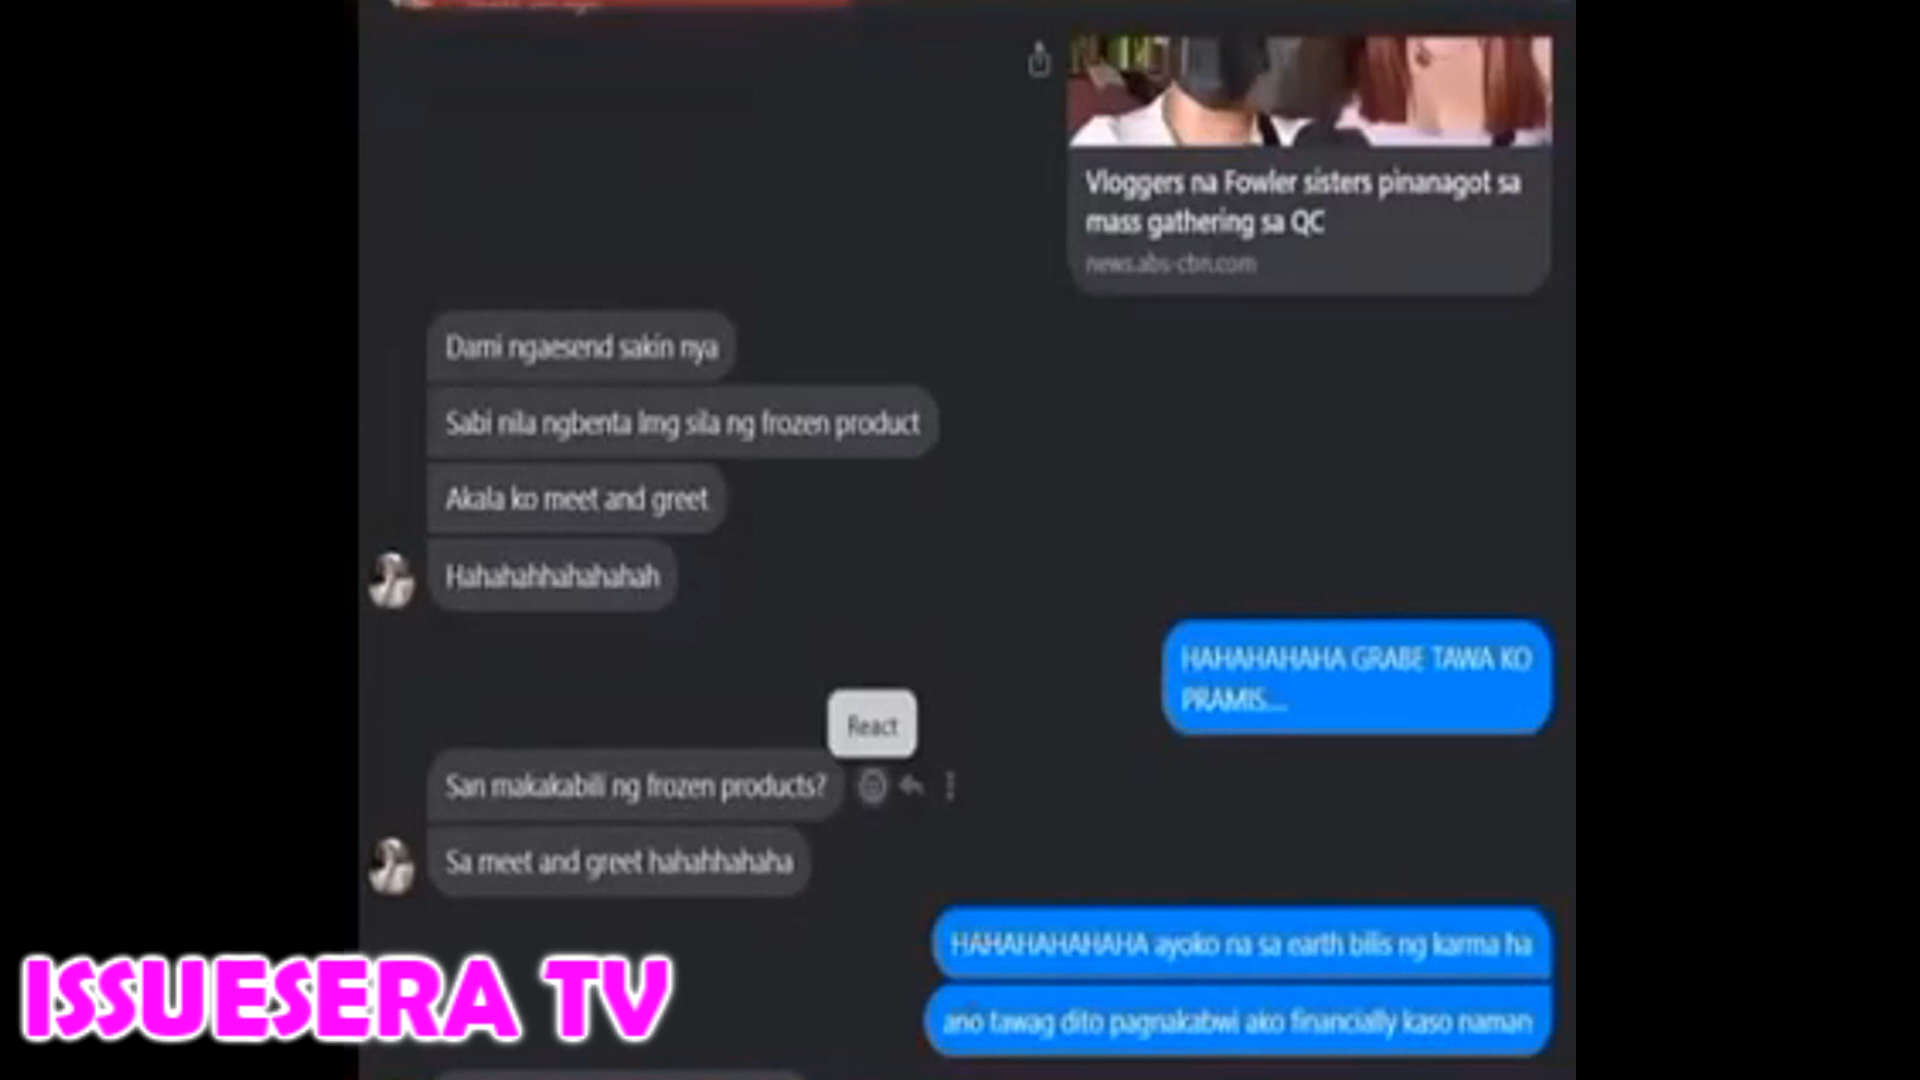 Vloggers na Fowler sisters pinanagot sa
mass gathering sa QC
news.abs-cbn.com
Dami ngaesend sakin nya
Sabi nila ngbenta lmg sila ng frozen product
Akala ko meet and greet
Hahahahhahahahah
HAHAHAHAHA GRABE TAWA KO
PRAMIS....
React
San makakabili ng frozen products?
Sa meet and greet hahahhahaha
HAHAHAHAHAHA ayoko na sa earth bilis ng karma ha
ano tawag dito pagnakabwi ako financially kaso naman
ISSUESERA TV